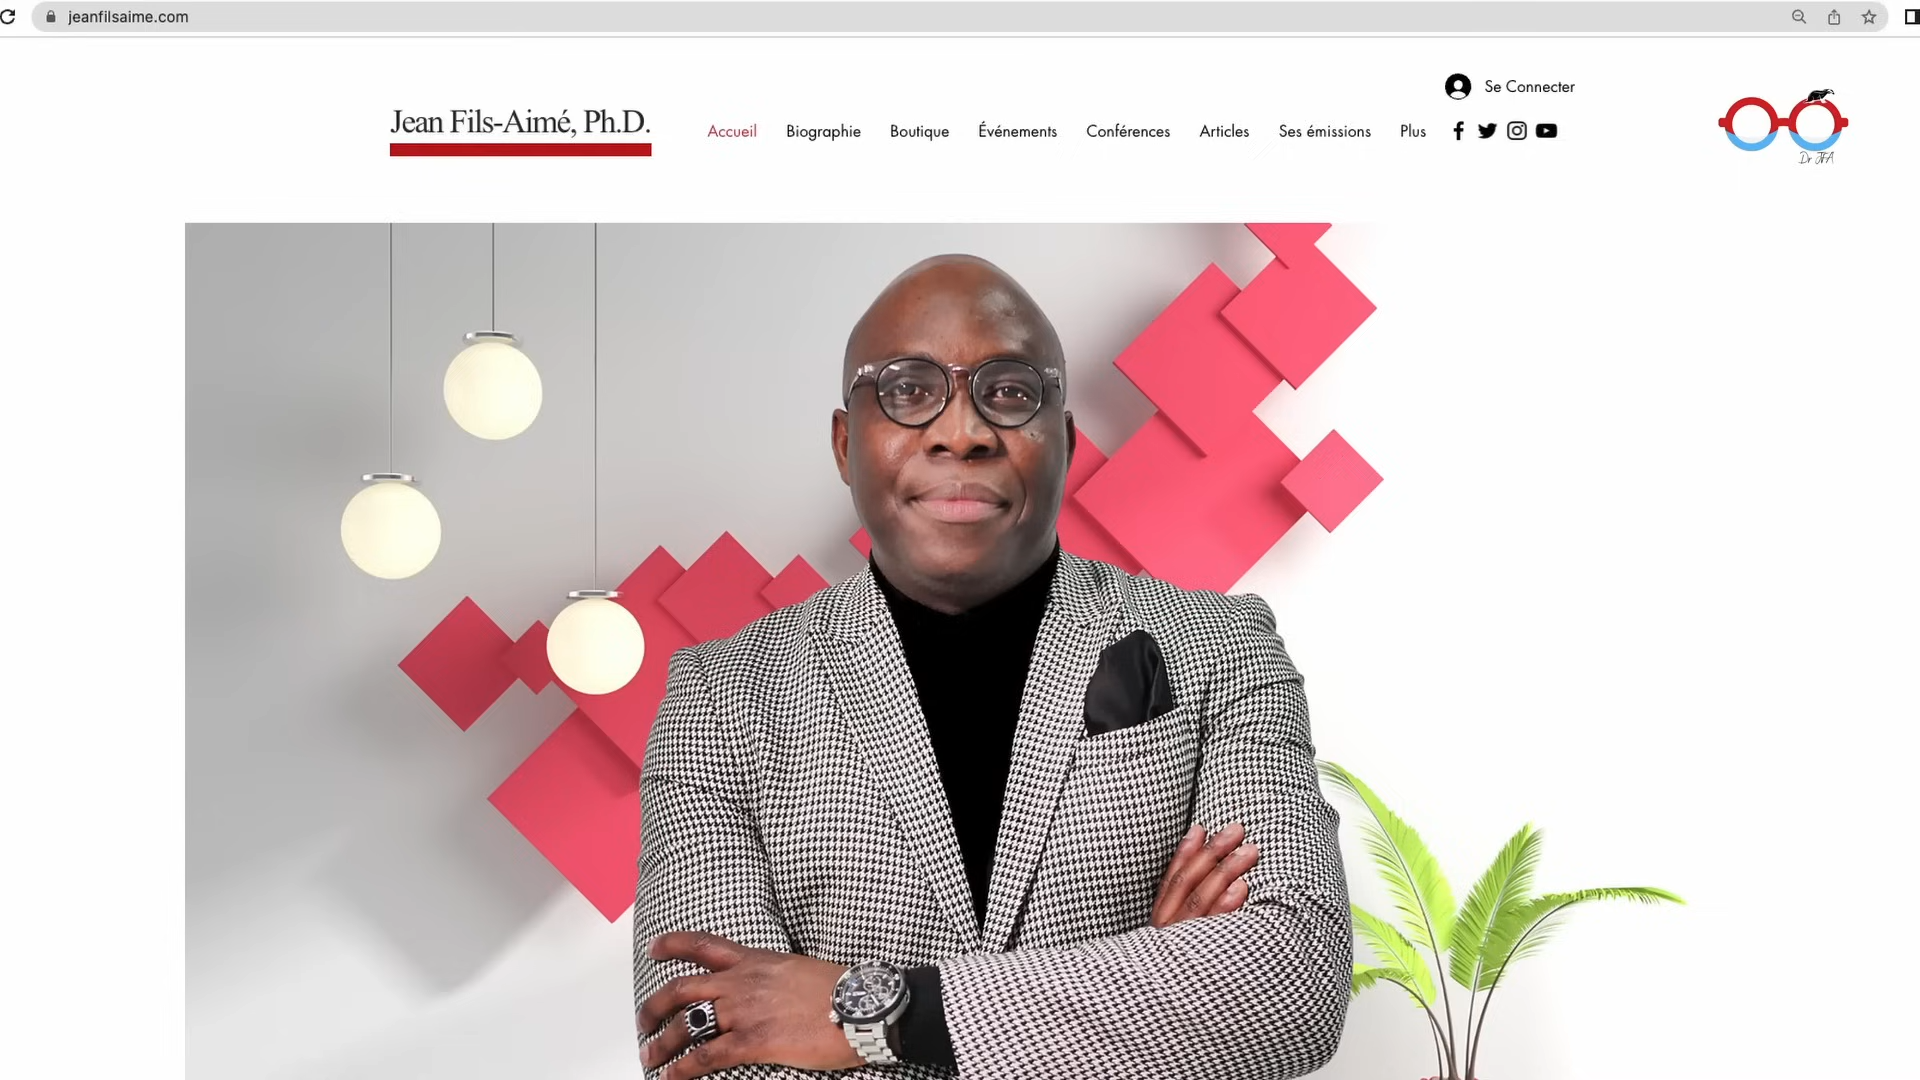 jeanfilsaime.com
Se Connecter
Jean Fils-Aimé, Ph.D.
Accueil Biographie Boutique Événements Conférences Articles Ses émissions Plus
Dr JFA